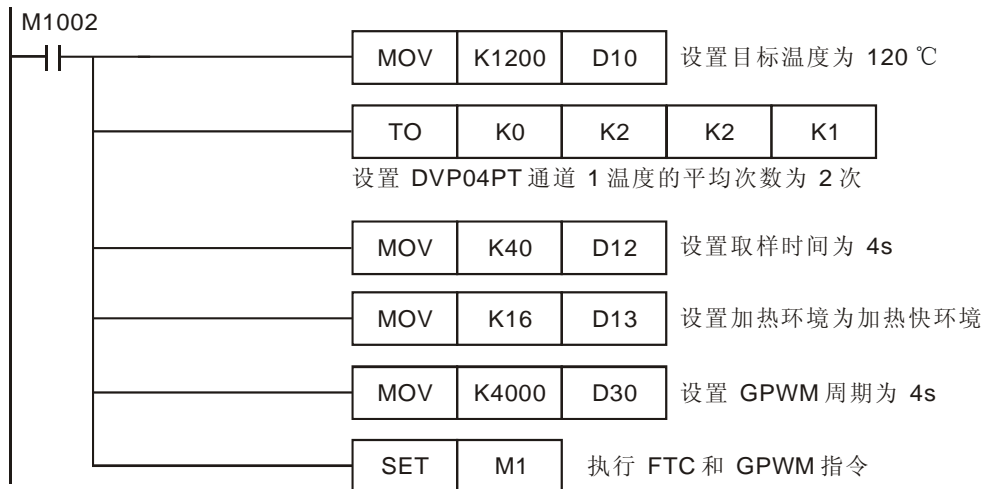 M1002
MOV K1200 D10 设置目标温度为 120 ℃
TO K0 K2 K2 K1
设置 DVP04PT 通道 1 温度的平均次数为 2 次
MOV K40 D12 设置取样时间为 4s
MOV K16 D13 设置加热环境为加热快环境
MOV K4000 D30 设置 GPWM 周期为 4s
SET M1 执行 FTC 和 GPWM 指令